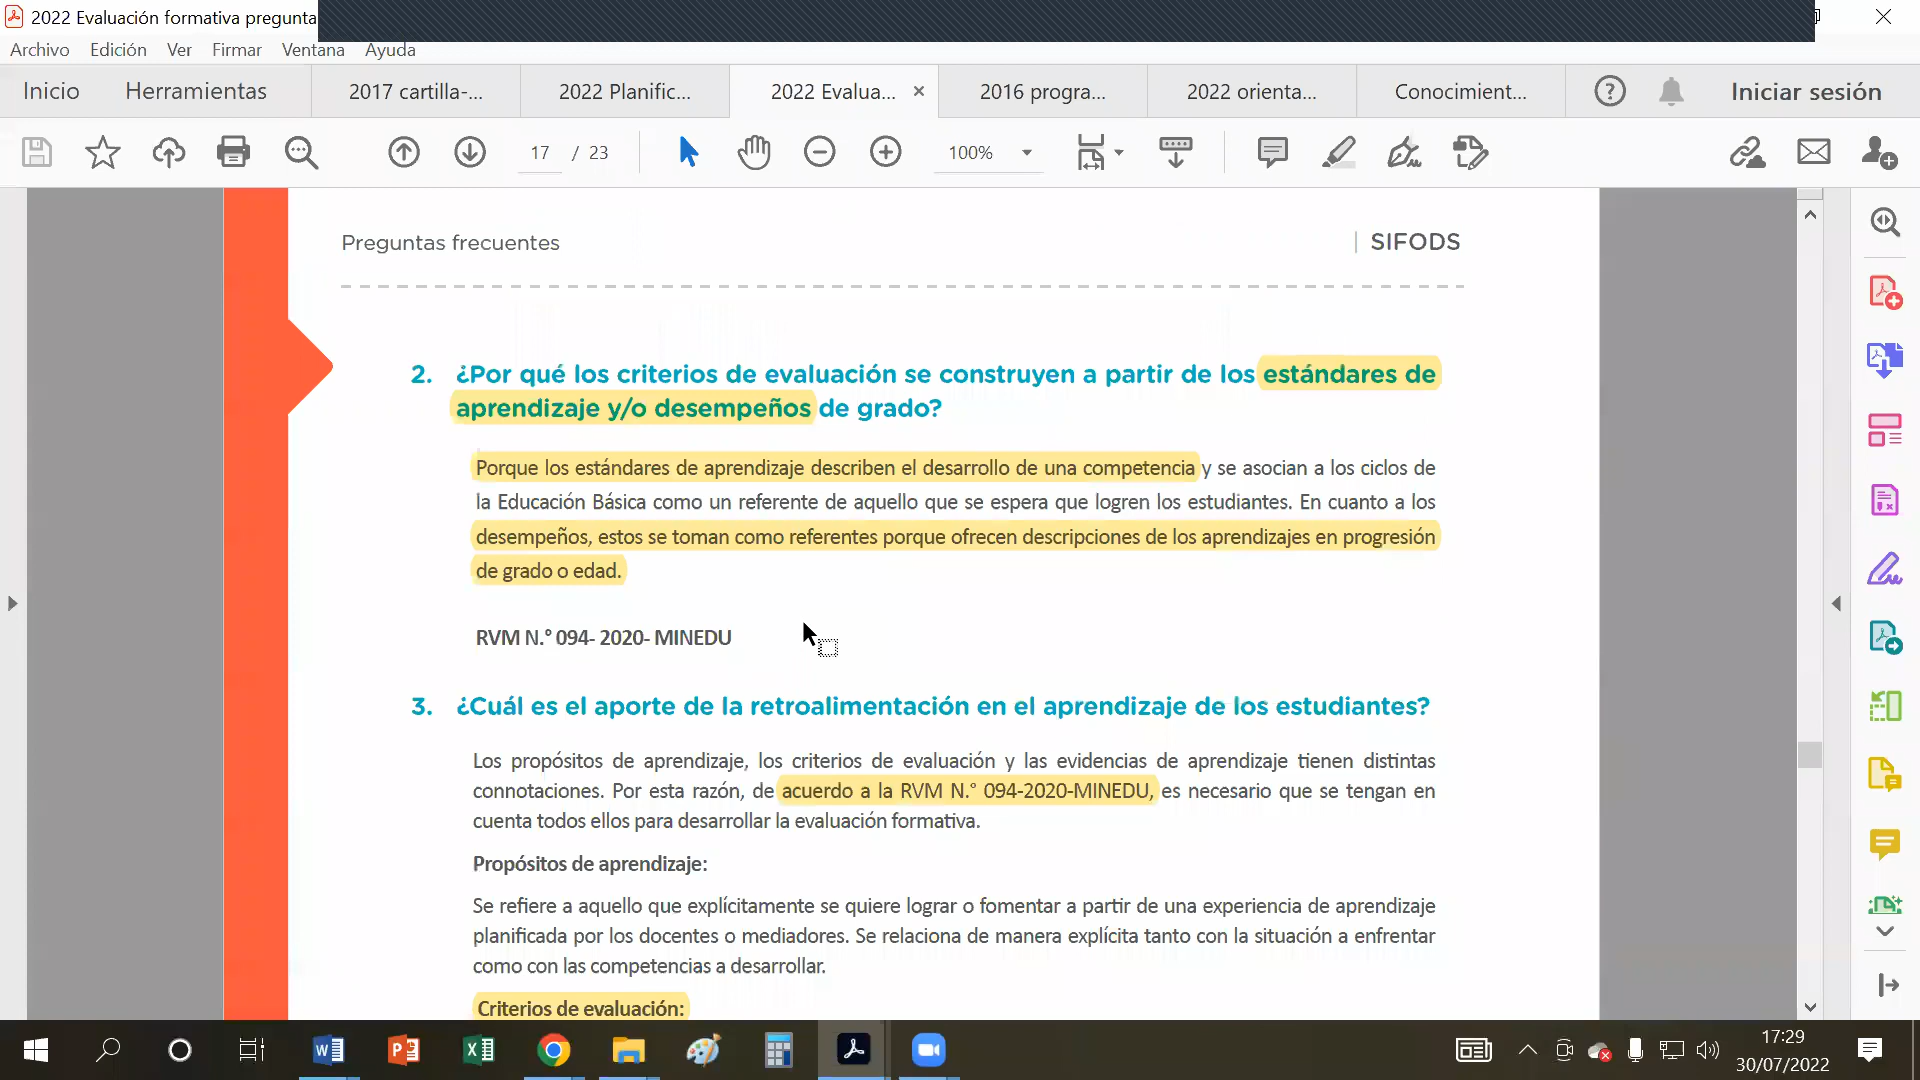 2022 Evaluación formativa pregunta
Archivo Edición Ver Firmar Ventana Ayuda
Inicio Herramientas 2017 cartilla-... 2022 Planific... 2022 Evalua... × 2016 progra... 2022 orienta... Conocimient... Iniciar sesión
17 / 23 100%
Preguntas frecuentes | SIFODS
2. ¿Por qué los criterios de evaluación se construyen a partir de los estándares de
aprendizaje y/o desempeños de grado?
Porque los estándares de aprendizaje describen el desarrollo de una competencia y se asocian a los ciclos de
la Educación Básica como un referente de aquello que se espera que logren los estudiantes. En cuanto a los
desempeños, estos se toman como referentes porque ofrecen descripciones de los aprendizajes en progresión
de grado o edad.
RVM N.° 094- 2020- MINEDU
3. ¿Cuál es el aporte de la retroalimentación en el aprendizaje de los estudiantes?
Los propósitos de aprendizaje, los criterios de evaluación y las evidencias de aprendizaje tienen distintas
connotaciones. Por esta razón, de acuerdo a la RVM N.° 094-2020-MINEDU, es necesario que se tengan en
cuenta todos ellos para desarrollar la evaluación formativa.
Propósitos de aprendizaje:
Se refiere a aquello que explícitamente se quiere lograr o fomentar a partir de una experiencia de aprendizaje
planificada por los docentes o mediadores. Se relaciona de manera explícita tanto con la situación a enfrentar
como con las competencias a desarrollar.
Criterios de evaluación:
17:29
30/07/2022